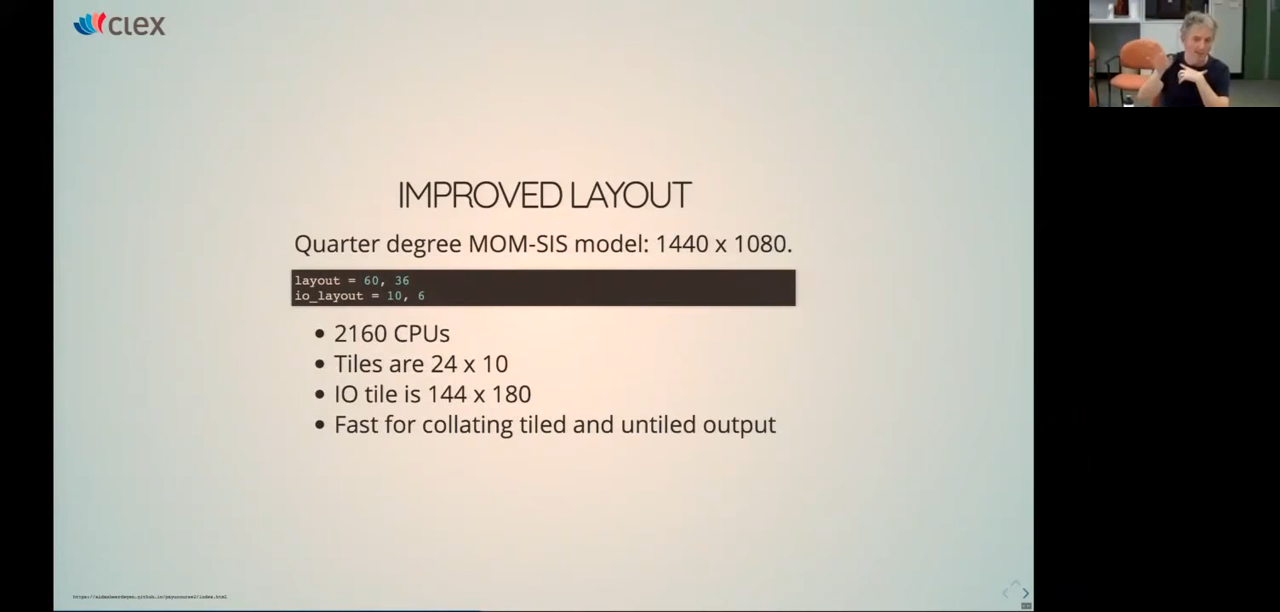 clex
IMPROVED LAYOUT
Quarter degree MOM-SIS model: 1440 x 1080.
layout = 60, 36
io_layout = 10, 6
• 2160 CPUs
• Tiles are 24 x 10
• IO tile is 144 x 180
• Fast for collating tiled and untiled output